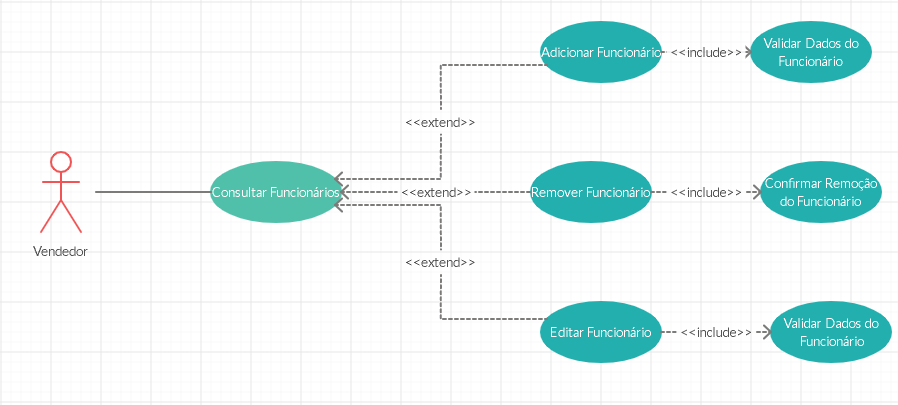 Adicionar Funcionário
<<include>>
Validar Dados do
Funcionário
<<extend>>
Consultar Funcionários
<<extend>>
Remover Funcionário
<<include>>
Confirmar Remoção
do Funcionário
Vendedor
<<extend>>
Editar Funcionário
<<include>>
Validar Dados do
Funcionário